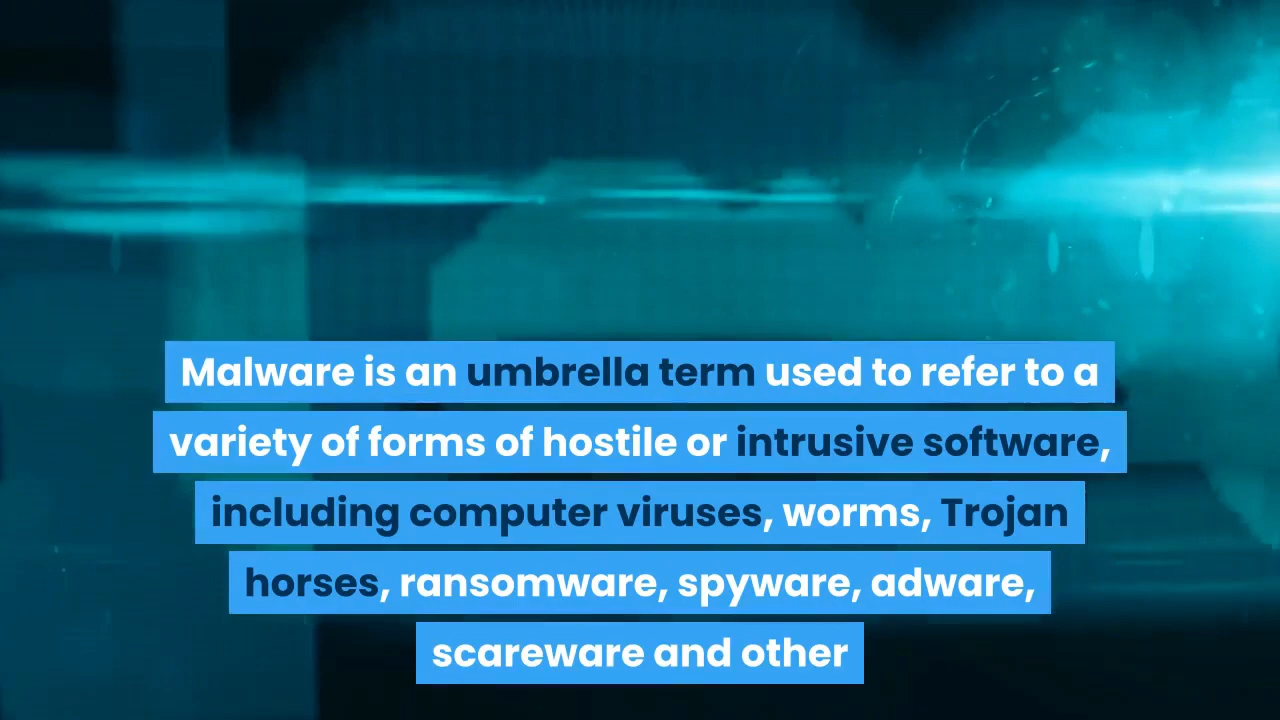 Malware is an umbrella term used to refer to a
variety of forms of hostile or intrusive software,
including computer viruses, worms, Trojan
horses, ransomware, spyware, adware,
scareware and other